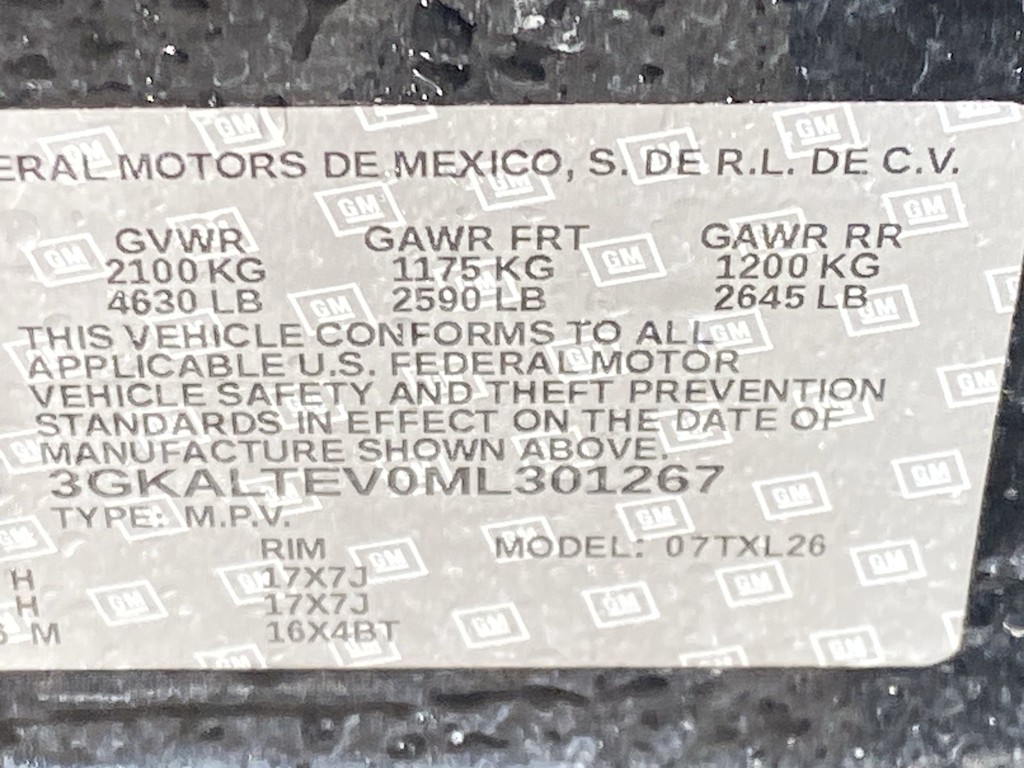 ERAL MOTORS DE MEXICO, S. DE R.L. DE C.V.
GVWR GAWR FRT GAWR RR
2100 KG 1175 KG 1200 KG
4630 LB 2590 LB 2645 LB
THIS VEHICLE CONFORMS TO ALL
APPLICABLE U.S. FEDERAL MOTOR
VEHICLE SAFETY AND THEFT PREVENTION
STANDARDS IN EFFECT ON THE DATE OF
MANUFACTURE SHOWN ABOVE.
3GKALTEV0ML301267
TYPE: M.P.V.
RIM MODEL: 07TXL26
H 17X7J
H 17X7J
M 16X4BT